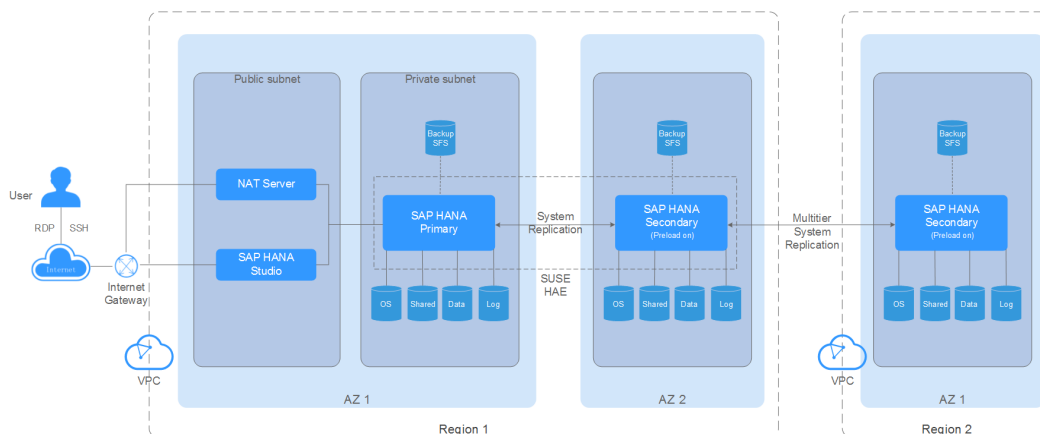 Public subnet
Private subnet
Backup
SFS
Backup
SFS
Backup
SFS
User
RDP
SSH
Internet
Internet
Gateway
NAT Server
SAP HANA
Studio
SAP HANA
Primary
System
Replication
SAP HANA
Secondary
(Preload on)
Multitier
System
Replication
SAP HANA
Secondary
(Preload on)
SUSE
HAE
OS
Shared
Data
Log
OS
Shared
Data
Log
OS
Shared
Data
Log
VPC
VPC
AZ 1
AZ 2
AZ 1
Region 1
Region 2